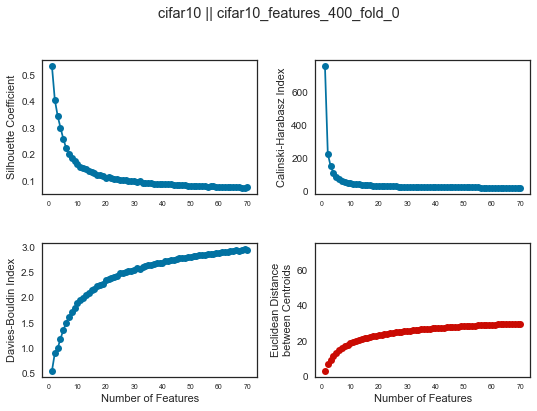 cifar10 || cifar10_features_400_fold_0
Silhouette Coefficient
0.5
0.4
0.3
0.2
0.1
0 10 20 30 40 50 60 70
Calinski-Harabasz Index
600
400
200
0
0 10 20 30 40 50 60 70
Davies-Bouldin Index
3.0
2.5
2.0
1.5
1.0
0.5
0 10 20 30 40 50 60 70
Number of Features
Euclidean Distance
between Centroids
60
40
20
0
0 10 20 30 40 50 60 70
Number of Features